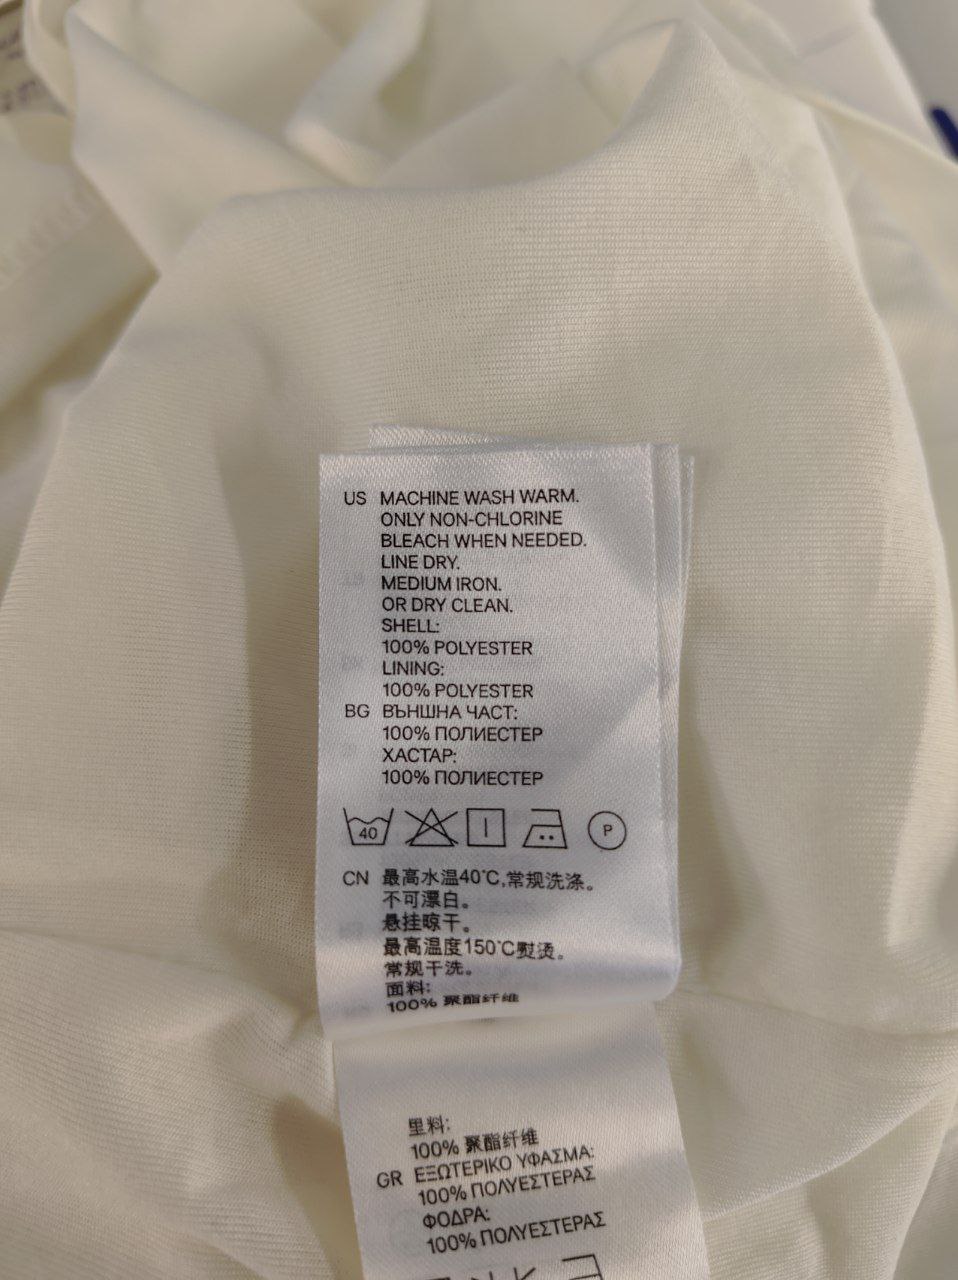 US MACHINE WASH WARM.
ONLY NON-CHLORINE
BLEACH WHEN NEEDED.
LINE DRY.
MEDIUM IRON.
OR DRY CLEAN.
SHELL:
100% POLYESTER
LINING:
100% POLYESTER
BG ВЪНШНА ЧАСТ:
100% ПОЛИЕСТЕР
ХАСТАР:
100% ПОЛИЕСТЕР
40 P
CN 最高水温40°C,常规洗涤。
不可漂白。
悬挂晾干。
最高温度150°C熨烫。
常规干洗。
面料:
100% 聚酯纤维
里料:
100% 聚酯纤维
GR ΕΞΩΤΕΡΙΚΟ ΥΦΑΣΜΑ:
100% ΠΟΛΥΕΣΤΕΡΑΣ
ΦΟΔΡΑ:
100% ΠΟΛΥΕΣΤΕΡΑΣ